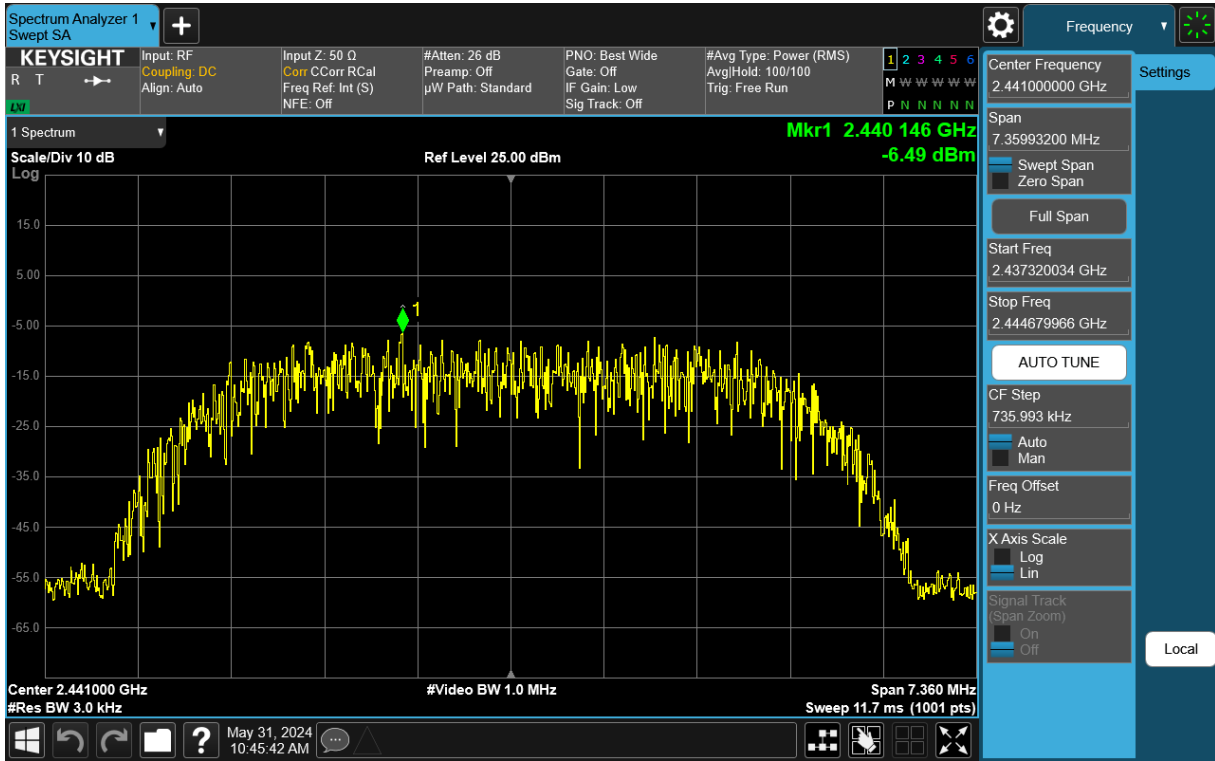 Spectrum Analyzer 1
Swept SA
Frequency
KEYSIGHT
R T
LXI
Input: RF
Coupling: DC
Align: Auto
Input Z: 50 Ω
Corr CCorr RCal
Freq Ref: Int (S)
NFE: Off
#Atten: 26 dB
Preamp: Off
µW Path: Standard
PNO: Best Wide
Gate: Off
IF Gain: Low
Sig Track: Off
#Avg Type: Power (RMS)
Avg|Hold: 100/100
Trig: Free Run
1 2 3 4 5 6
M W W W W W
P N N N N N
1 Spectrum
Mkr1 2.440 146 GHz
-6.49 dBm
Scale/Div 10 dB
Ref Level 25.00 dBm
Log
15.0
5.00
-5.00
-15.0
-25.0
-35.0
-45.0
-55.0
-65.0
1
Center 2.441000 GHz
#Video BW 1.0 MHz
Span 7.360 MHz
#Res BW 3.0 kHz
Sweep 11.7 ms (1001 pts)
?
May 31, 2024
10:45:42 AM
Center Frequency
2.441000000 GHz
Settings
Span
7.35993200 MHz
Swept Span
Zero Span
Full Span
Start Freq
2.437320034 GHz
Stop Freq
2.444679966 GHz
AUTO TUNE
CF Step
735.993 kHz
Auto
Man
Freq Offset
0 Hz
X Axis Scale
Log
Lin
Signal Track
(Span Zoom)
On
Off
Local